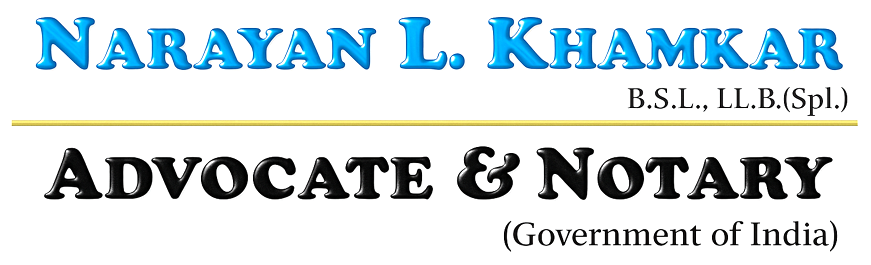 Narayan L. Khamkar
B.S.L., LL.B.(Spl.)
Advocate & Notary
(Government of India)